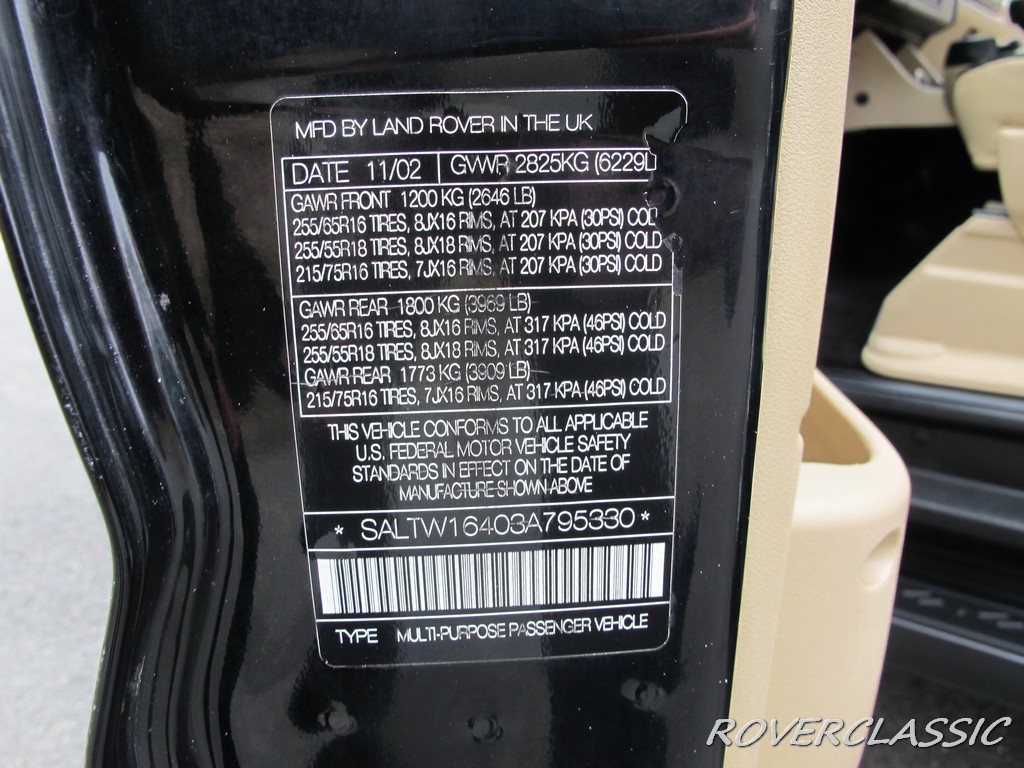 MFD BY LAND ROVER IN THE UK
DATE 11/02 GVWR 2825KG (6229L
GAWR FRONT 1200 KG (2646 LB)
255/65R16 TIRES, 8JX16 RIMS, AT 207 KPA (30PSI) COLD
255/55R18 TIRES, 8JX18 RIMS, AT 207 KPA (30PSI) COLD
215/75R16 TIRES, 7JX16 RIMS, AT 207 KPA (30PSI) COLD
GAWR REAR 1800 KG (3969 LB)
255/65R16 TIRES, 8JX16 RIMS, AT 317 KPA (46PSI) COLD
255/55R18 TIRES, 8JX18 RIMS, AT 317 KPA (46PSI) COLD
GAWR REAR 1773 KG (3909 LB)
215/75R16 TIRES, 7JX16 RIMS, AT 317 KPA (46PSI) COLD
THIS VEHICLE CONFORMS TO ALL APPLICABLE
U.S. FEDERAL MOTOR VEHICLE SAFETY
STANDARDS IN EFFECT ON THE DATE OF
MANUFACTURE SHOWN ABOVE
* SALTW16403A795330 *
TYPE MULTI-PURPOSE PASSENGER VEHICLE
ROVERCLASSIC